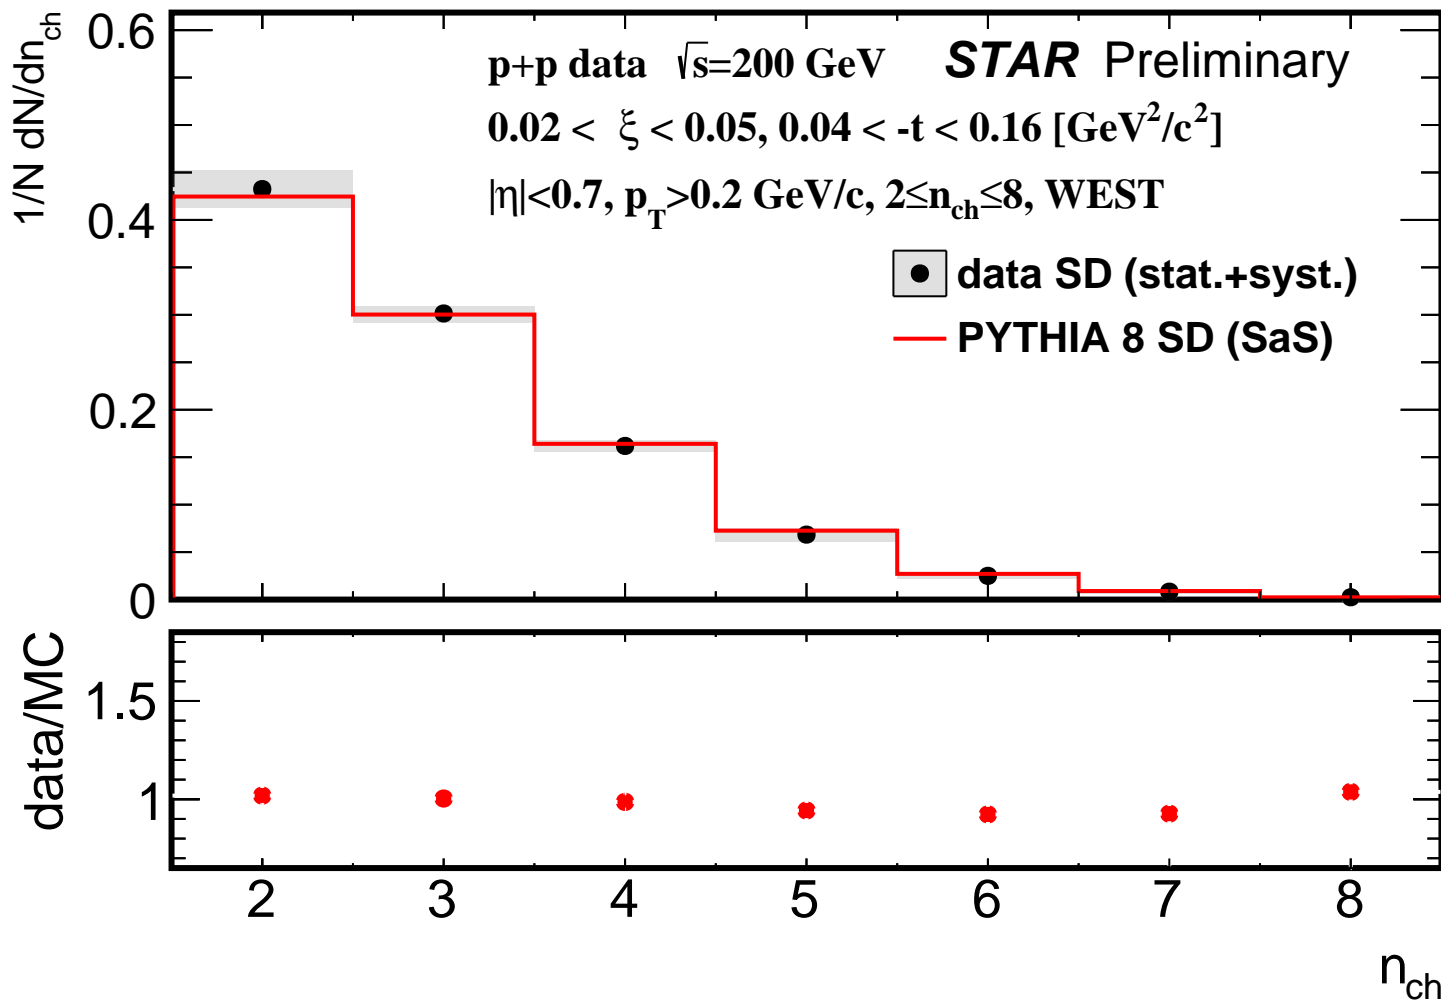 1/N dN/dn_ch
0.6
0.4
0.2
0
p+p data √s=200 GeV STAR Preliminary
0.02 < ξ < 0.05, 0.04 < -t < 0.16 [GeV²/c²]
|η|<0.7, p_T>0.2 GeV/c, 2≤n_ch≤8, WEST
data SD (stat.+syst.)
PYTHIA 8 SD (SaS)
data/MC
1.5
1
2 3 4 5 6 7 8
n_ch